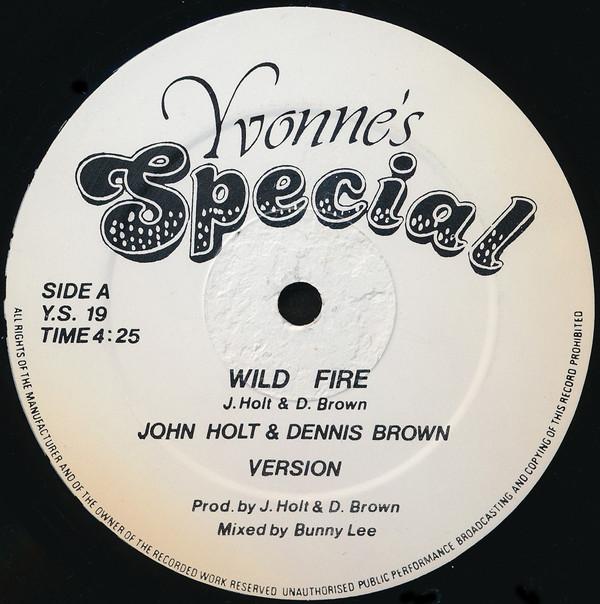 Yvonne's
Special
SIDE A
Y.S. 19
TIME 4:25
WILD FIRE
J. Holt & D. Brown
JOHN HOLT & DENNIS BROWN
VERSION
Prod. by J. Holt & D. Brown
Mixed by Bunny Lee
ALL RIGHTS OF THE MANUFACTURER AND OF THE OWNER OF THE RECORDED WORK RESERVED UNAUTHORISED PUBLIC PERFORMANCE BROADCASTING AND COPYING OF THIS RECORD PROHIBITED